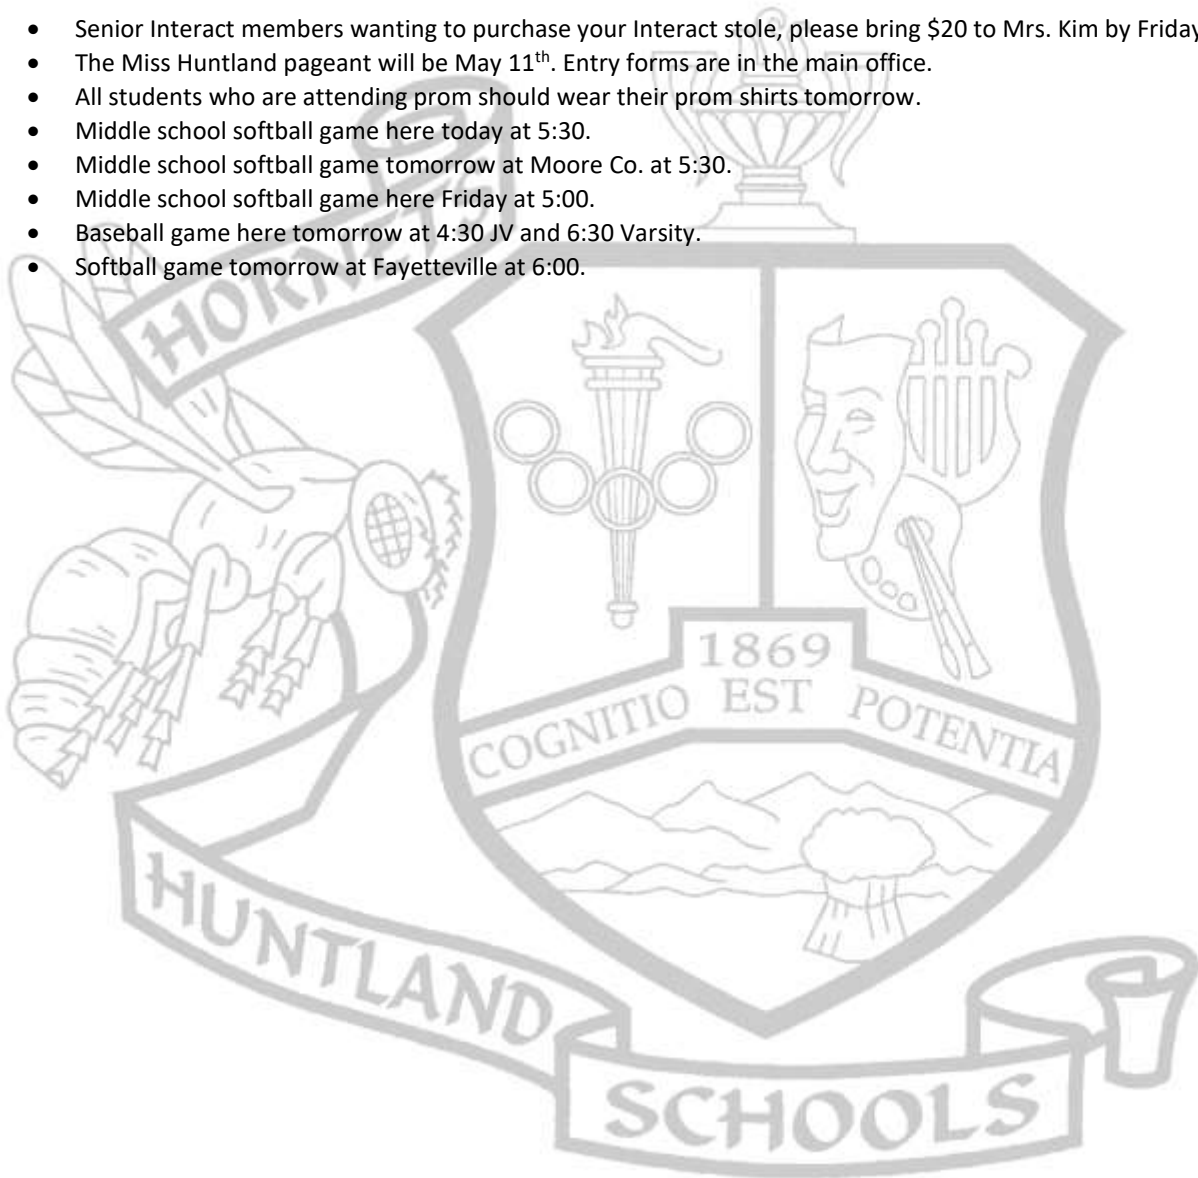 • Senior Interact members wanting to purchase your Interact stole, please bring $20 to Mrs. Kim by Friday
• The Miss Huntland pageant will be May 11th. Entry forms are in the main office.
• All students who are attending prom should wear their prom shirts tomorrow.
• Middle school softball game here today at 5:30.
• Middle school softball game tomorrow at Moore Co. at 5:30.
• Middle school softball game here Friday at 5:00.
• Baseball game here tomorrow at 4:30 JV and 6:30 Varsity.
• Softball game tomorrow at Fayetteville at 6:00.
HORNETS
1869
COGNITIO EST POTENTIA
HUNTLAND
SCHOOLS